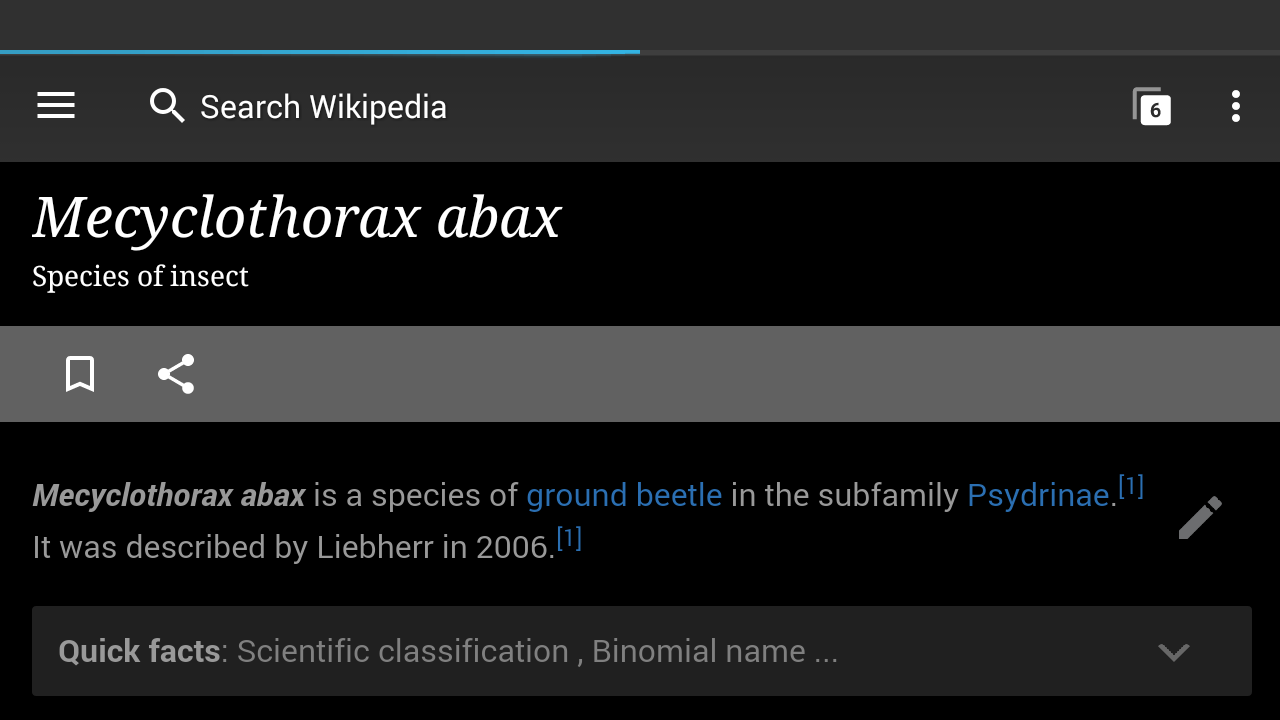 Search Wikipedia
6
Mecyclothorax abax
Species of insect
Mecyclothorax abax is a species of ground beetle in the subfamily Psydrinae.[1]
It was described by Liebherr in 2006.[1]
Quick facts: Scientific classification , Binomial name ...